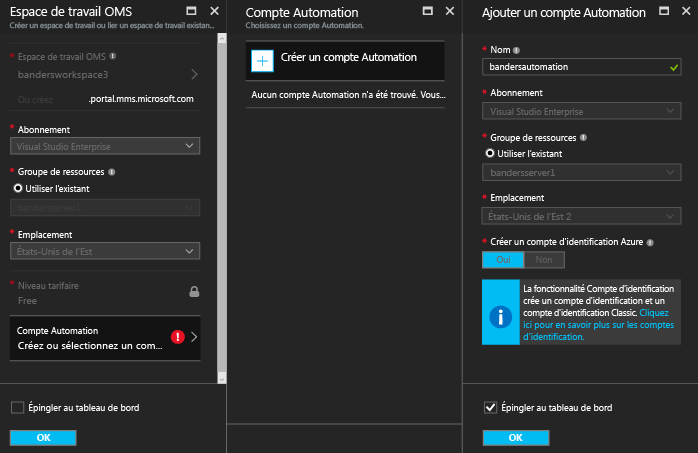 Espace de travail OMS
Créer un espace de travail ou lier un espace de travail existan...
* Espace de travail OMS
bandersworkspace3
Ou créez
.portal.mms.microsoft.com
* Abonnement
Visual Studio Enterprise
* Groupe de ressources
Utiliser l'existant
bandersserver1
* Emplacement
États-Unis de l'Est
* Niveau tarifaire
Free
Compte Automation
Créez ou sélectionnez un com...
Épingler au tableau de bord
OK
Compte Automation
Choisissez un compte Automation.
Créer un compte Automation
Aucun compte Automation n'a été trouvé. Vous...
Ajouter un compte Automation
* Nom
bandersautomation
* Abonnement
Visual Studio Enterprise
* Groupe de ressources
Utiliser l'existant
bandersserver1
* Emplacement
États-Unis de l'Est 2
* Créer un compte d'identification Azure
Oui Non
La fonctionnalité Compte d'identification
crée un compte d'identification et un
compte d'identification Classic. Cliquez
ici pour en savoir plus sur les comptes
d'identification.
Épingler au tableau de bord
OK